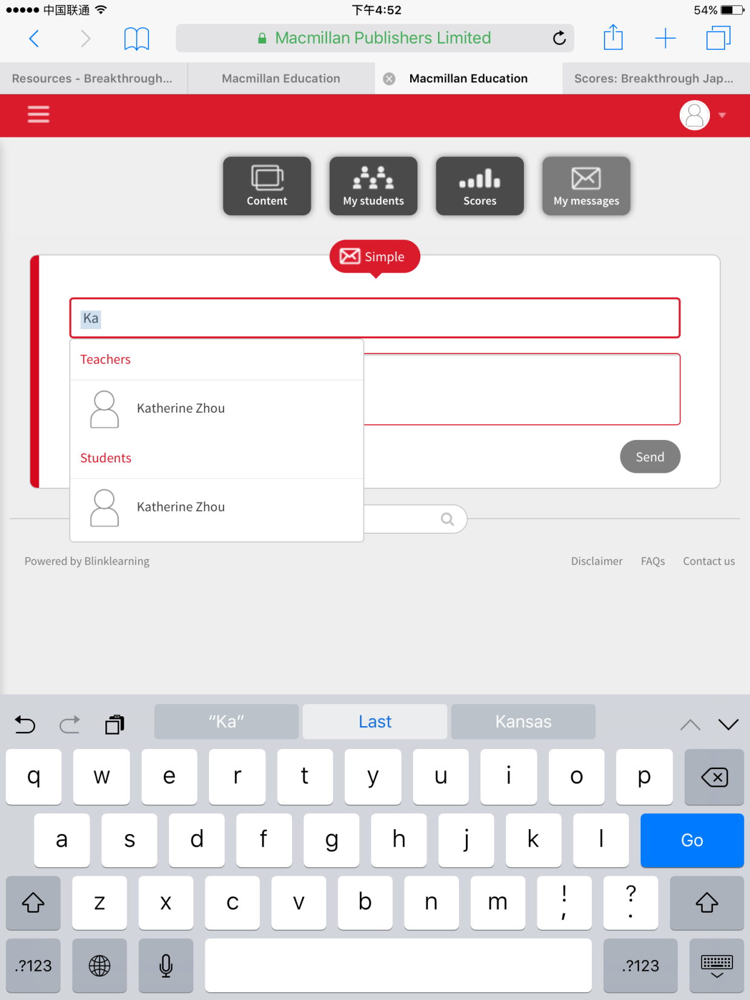 中国联通 下午4:52 54%
Macmillan Publishers Limited
Resources - Breakthrough... Macmillan Education Macmillan Education Scores: Breakthrough Jap...
Content My students Scores My messages
Simple
Ka
Teachers
Katherine Zhou
Students
Katherine Zhou
Send
Powered by Blinklearning Disclaimer FAQs Contact us
“Ka” Last Kansas
q w e r t y u i o p
a s d f g h j k l Go
z x c v b n m ! , ? .
.?123 .?123